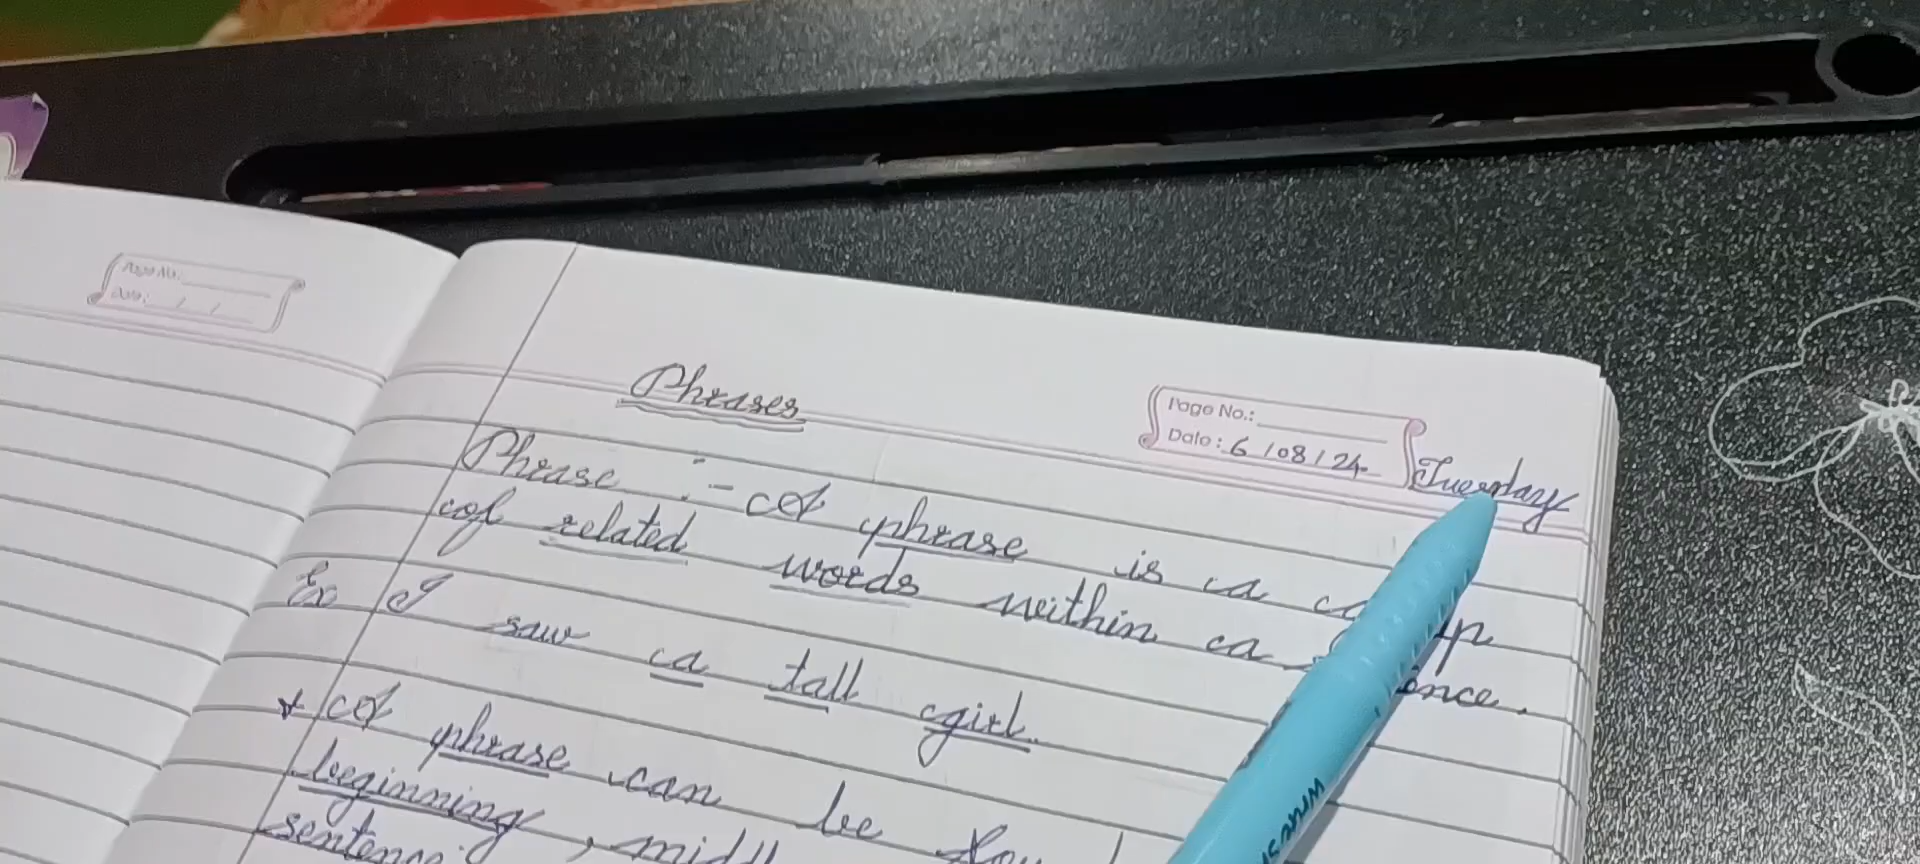 Page No.:
Date: / /
Phrases
Page No.:
Date: 6/08/24
Tuesday
Phrase :- A phrase is a
of related words within a
Ex I saw a tall girl.
* A phrase can be
beginning,
sentence.